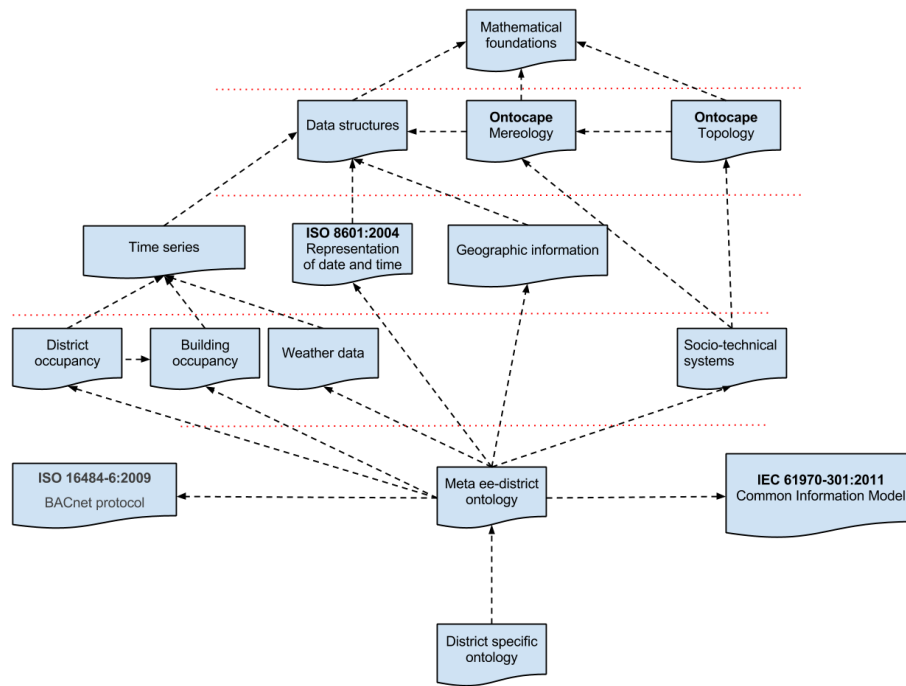 Mathematical
foundations
Data structures
Ontocape
Mereology
Ontocape
Topology
Time series
ISO 8601:2004
Representation
of date and time
Geographic information
District
occupancy
Building
occupancy
Weather data
Socio-technical
systems
ISO 16484-6:2009
BACnet protocol
Meta ee-district
ontology
IEC 61970-301:2011
Common Information Model
District specific
ontology